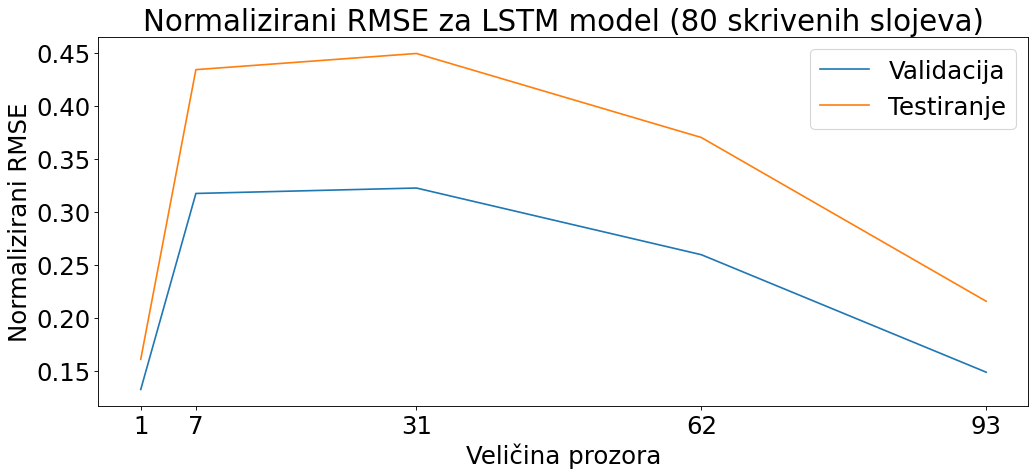 Normalizirani RMSE za LSTM model (80 skrivenih slojeva)
Normalizirani RMSE
0.45
0.40
0.35
0.30
0.25
0.20
0.15
Validacija
Testiranje
1 7 31 62 93
Veličina prozora